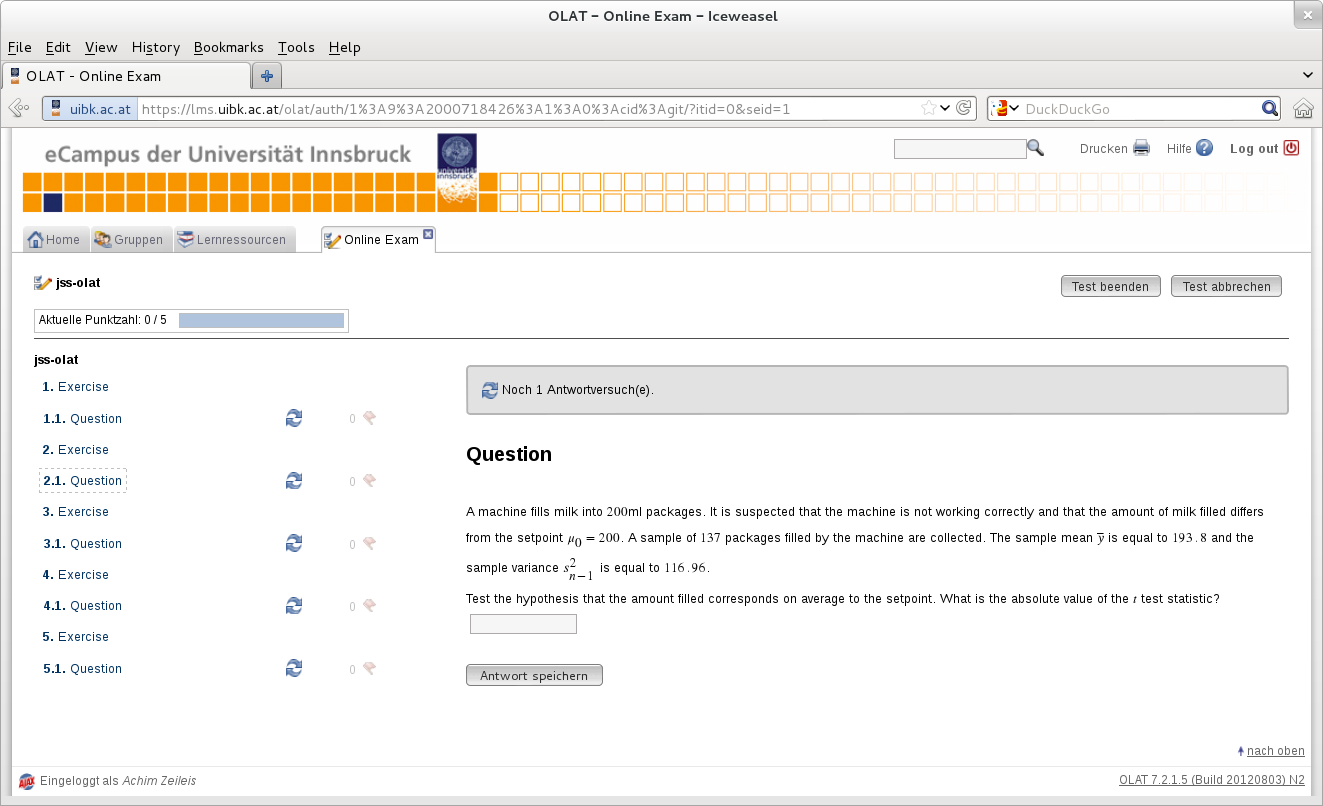 OLAT – Online Exam – Iceweasel
File Edit View History Bookmarks Tools Help
OLAT - Online Exam
uibk.ac.at https://lms.uibk.ac.at/olat/auth/1%3A9%3A2000718426%3A1%3A0%3Acid%3Agit/?itid=0&seid=1 DuckDuckGo
eCampus der Universität Innsbruck
universität innsbruck
Drucken Hilfe Log out
Home Gruppen Lernressourcen Online Exam
jss-olat
Test beenden Test abbrechen
Aktuelle Punktzahl: 0 / 5
jss-olat
1. Exercise
1.1. Question 0
2. Exercise
2.1. Question 0
3. Exercise
3.1. Question 0
4. Exercise
4.1. Question 0
5. Exercise
5.1. Question 0
Noch 1 Antwortversuch(e).
Question
A machine fills milk into 200ml packages. It is suspected that the machine is not working correctly and that the amount of milk filled differs
from the setpoint μ₀ = 200. A sample of 137 packages filled by the machine are collected. The sample mean ȳ is equal to 193.8 and the
sample variance s²ₙ₋₁ is equal to 116.96.
Test the hypothesis that the amount filled corresponds on average to the setpoint. What is the absolute value of the t test statistic?
Antwort speichern
nach oben
AJAX Eingeloggt als Achim Zeileis
OLAT 7.2.1.5 (Build 20120803) N2